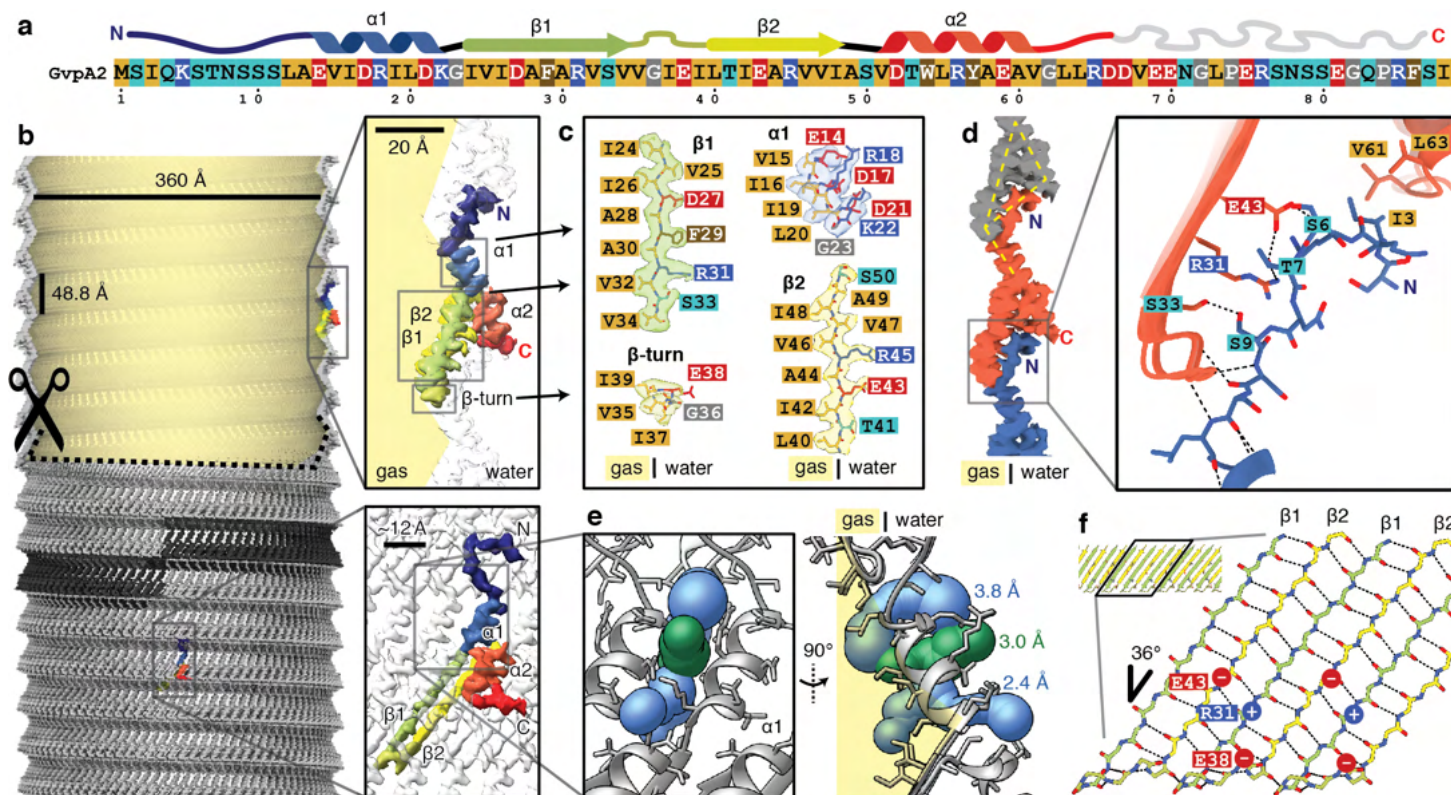 a
N
α1
β1
β2
α2
C
GvpA2 MSIQKSTNSSSLAEVIDRILDKGIVIDAFARVSVVGIEILTIEARVVIASVDTWLRYAEAVGLLRDDVEENGLPERSNSSEGQPRFSI
1 10 20 30 40 50 60 70 80
b
360 Å
48.8 Å
20 Å
N
α1
β2
β1
α2
C
β-turn
gas
water
~12 Å
N
α1
α2
C
β1
β2
c
β1
I24
V25
I26
D27
A28
F29
A30
R31
V32
S33
V34
β-turn
I39
E38
V35
G36
I37
gas | water
α1
E14
V15
R18
I16
D17
I19
D21
L20
K22
G23
β2
S50
A49
I48
V47
V46
R45
A44
E43
I42
T41
L40
gas | water
d
N
C
N
gas | water
L63
V61
E43
I3
S6
R31
T7
N
S33
S9
e
α1
90°
gas | water
3.8 Å
3.0 Å
2.4 Å
f
β1 β2 β1 β2
36°
E43
−
−
R31
+
+
E38
−
−